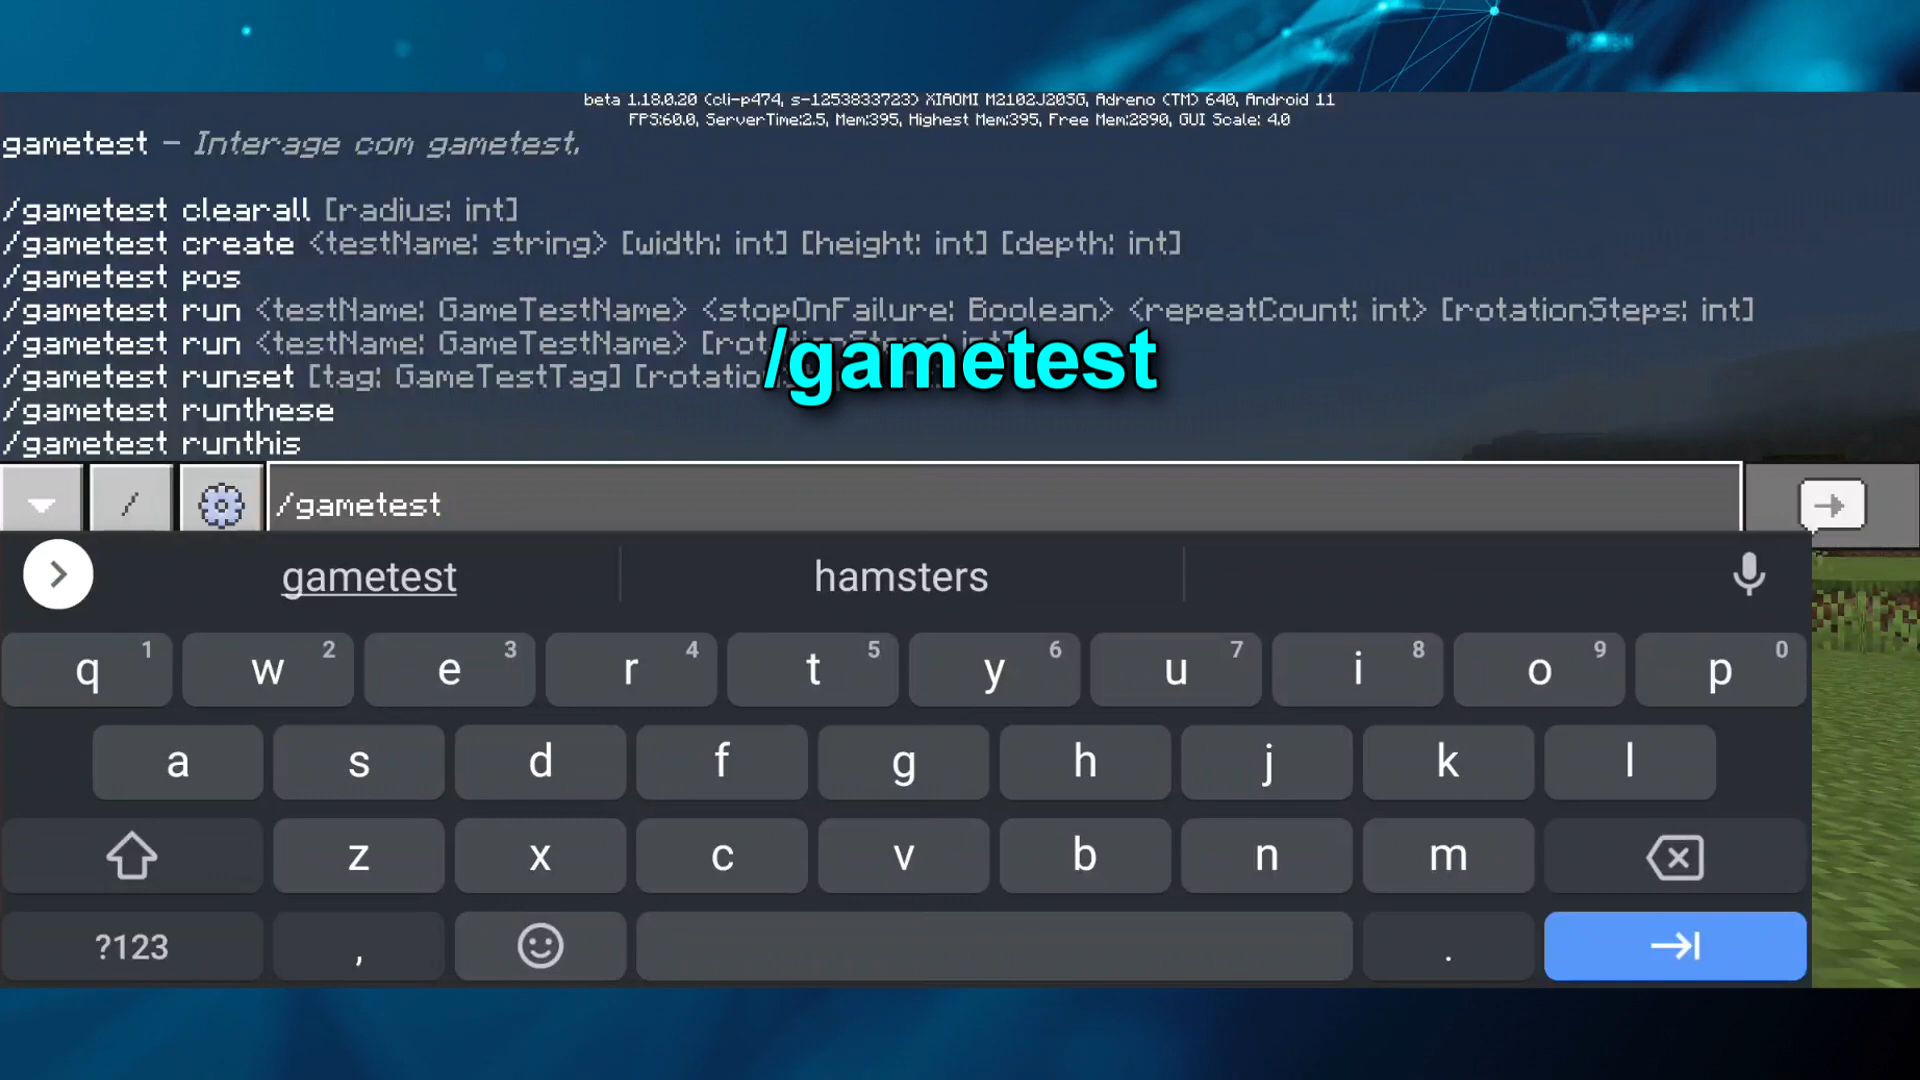 beta 1.18.0.20 (cli-p474, s-1253833723) XIAOMI M2102J20SG, Adreno (TM) 640, Android 11
FPS:60.0, ServerTime:2.5, Mem:395, Highest Mem:395, Free Mem:2890, GUI Scale: 4.0
gametest - Interage com gametest.
/gametest clearall [radius: int]
/gametest create <testName: string> [width: int] [height: int] [depth: int]
/gametest pos
/gametest run <testName: GameTestName> <stopOnFailure: Boolean> <repeatCount: int> [rotationSteps: int]
/gametest run <testName: GameTestName> [rotationSteps: int]
/gametest runset [tag: GameTestTag] [rotation
/gametest
/gametest runthese
/gametest runthis
/ /gametest
gametest hamsters
q 1 w 2 e 3 r 4 t 5 y 6 u 7 i 8 o 9 p 0
a s d f g h j k l
z x c v b n m
?123 , .